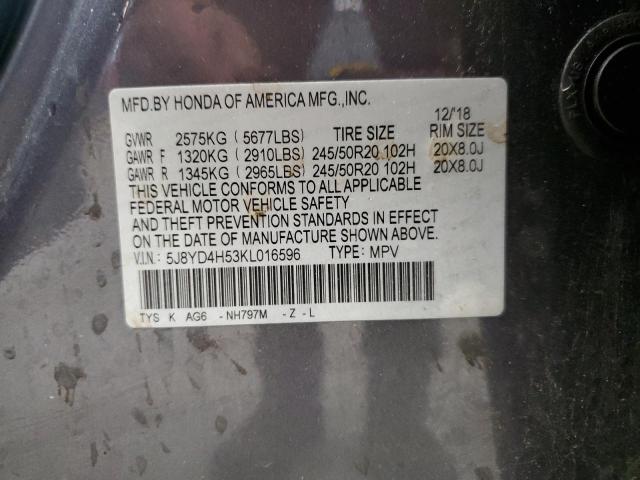 MFD.BY HONDA OF AMERICA MFG.,INC.
12/'18
GVWR 2575KG (5677LBS) TIRE SIZE RIM SIZE
GAWR F 1320KG (2910LBS) 245/50R20 102H 20X8.0J
GAWR R 1345KG (2965LBS) 245/50R20 102H 20X8.0J
THIS VEHICLE CONFORMS TO ALL APPLICABLE
FEDERAL MOTOR VEHICLE SAFETY
AND THEFT PREVENTION STANDARDS IN EFFECT
ON THE DATE OF MANUFACTURE SHOWN ABOVE.
V.I.N.: 5J8YD4H53KL016596 TYPE: MPV
TYS K AG6 -NH797M -Z -L